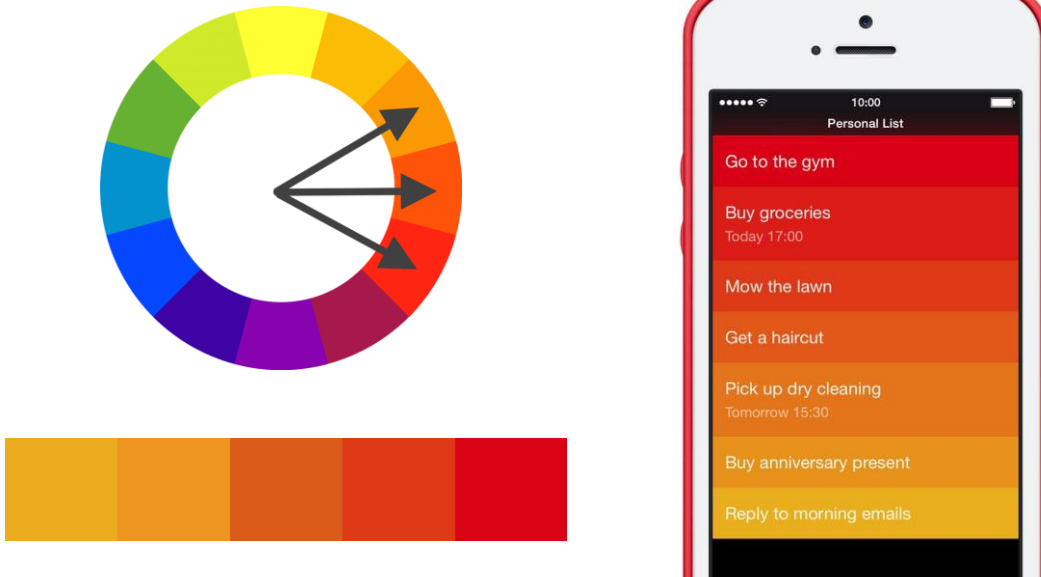 10:00
Personal List
Go to the gym
Buy groceries
Today 17:00
Mow the lawn
Get a haircut
Pick up dry cleaning
Tomorrow 15:30
Buy anniversary present
Reply to morning emails